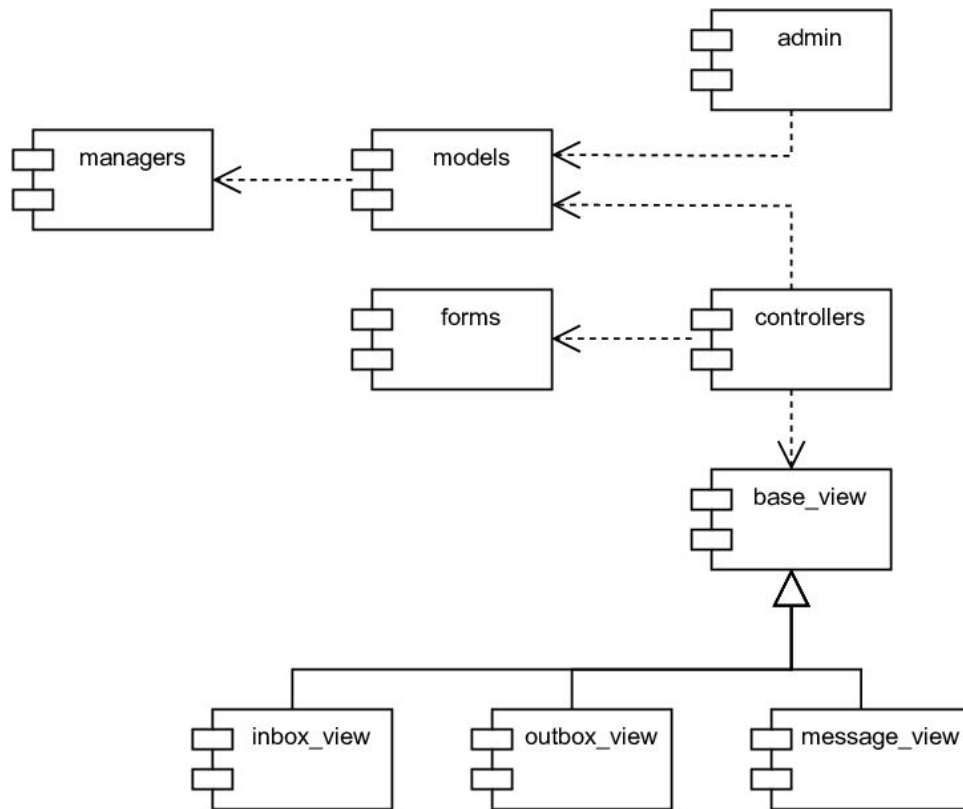 admin
managers
models
forms
controllers
base_view
inbox_view
outbox_view
message_view